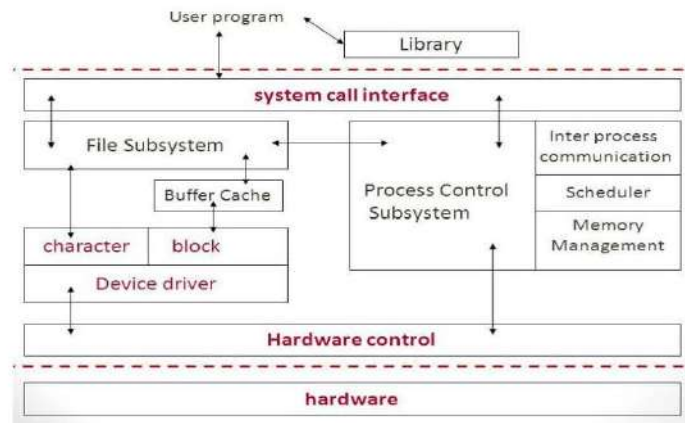 User program
Library
system call interface
File Subsystem
Inter process
communication
Buffer Cache
Process Control
Subsystem
Scheduler
Memory
Management
character
block
Device driver
Hardware control
hardware